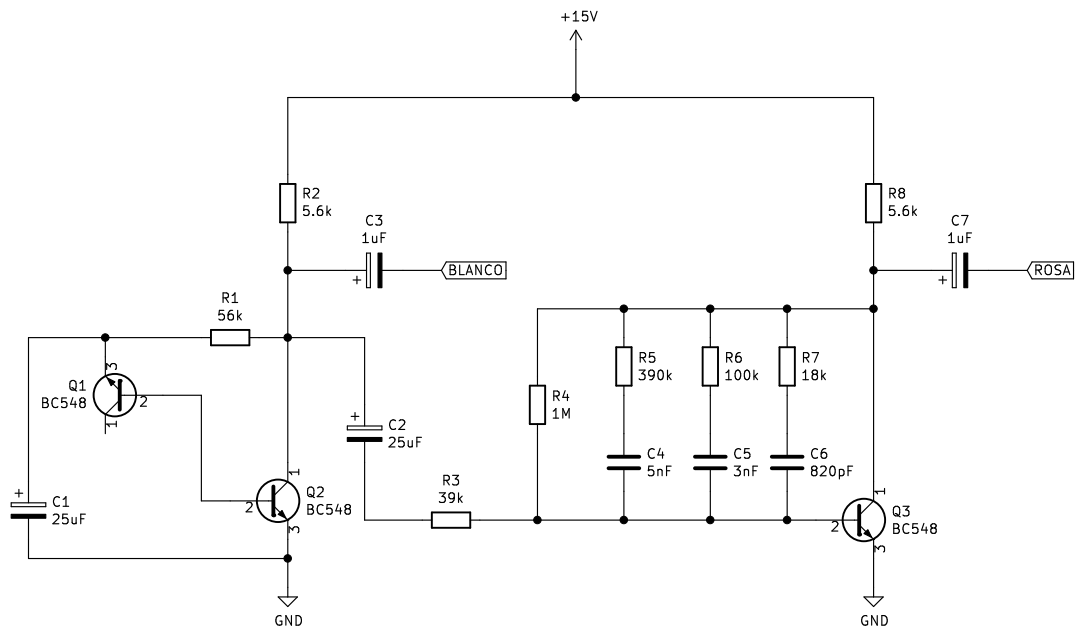 +15V
R2
5.6k
R8
5.6k
C3
1uF
+
BLANCO
C7
1uF
+
ROSA
R1
56k
3
Q1
BC548
2
1
R5
390k
R6
100k
R7
18k
R4
1M
+
C2
25uF
C4
5nF
C5
3nF
C6
820pF
+
C1
25uF
1
Q2
BC548
2
3
R3
39k
1
Q3
BC548
2
3
GND
GND